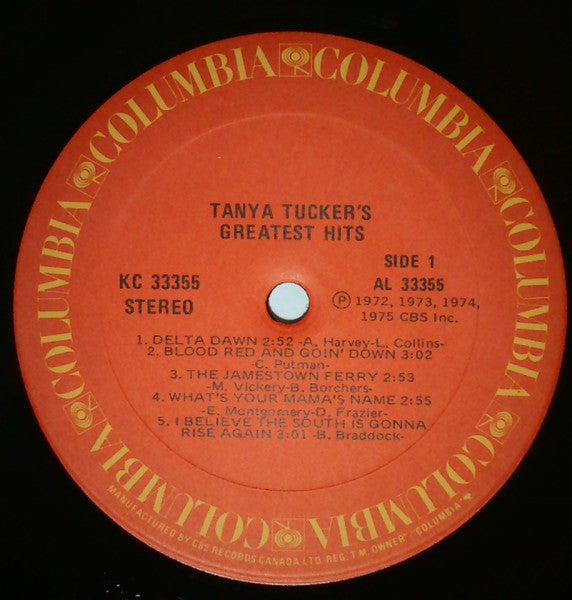 COLUMBIA COLUMBIA COLUMBIA COLUMBIA COLUMBIA COLUMBIA COLUMBIA COLUMBIA
TANYA TUCKER'S
GREATEST HITS
SIDE 1
KC 33355
STEREO
AL 33355
Ⓟ 1972, 1973, 1974,
1975 CBS Inc.
1. DELTA DAWN 2:52 -A. Harvey-L. Collins-
2. BLOOD RED AND GOIN' DOWN 3:02
-C. Putman-
3. THE JAMESTOWN FERRY 2:53
-M. Vickery-B. Borchers-
4. WHAT'S YOUR MAMA'S NAME 2:55
-E. Montgomery-D. Frazier-
5. I BELIEVE THE SOUTH IS GONNA
RISE AGAIN 3:01 -B. Braddock-
MANUFACTURED BY CBS RECORDS CANADA LTD. REG. T.M. OWNER "COLUMBIA"